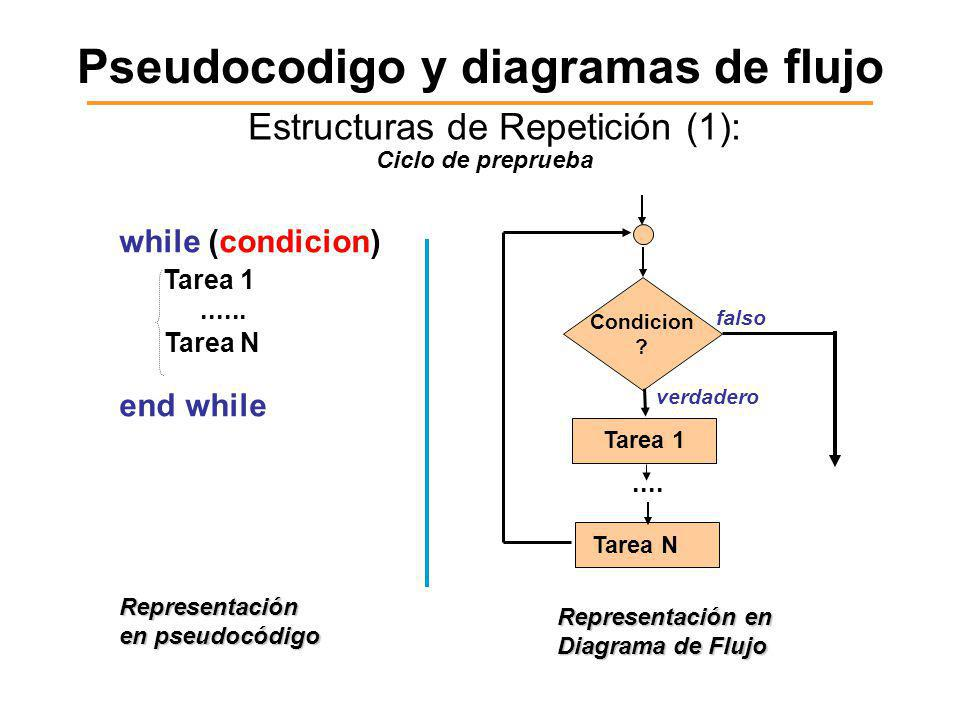 Pseudocodigo y diagramas de flujo
Estructuras de Repetición (1):
Ciclo de preprueba
while (condicion)
Tarea 1
......
Tarea N
end while
Representación
en pseudocódigo
Condicion
?
falso
verdadero
Tarea 1
....
Tarea N
Representación en
Diagrama de Flujo